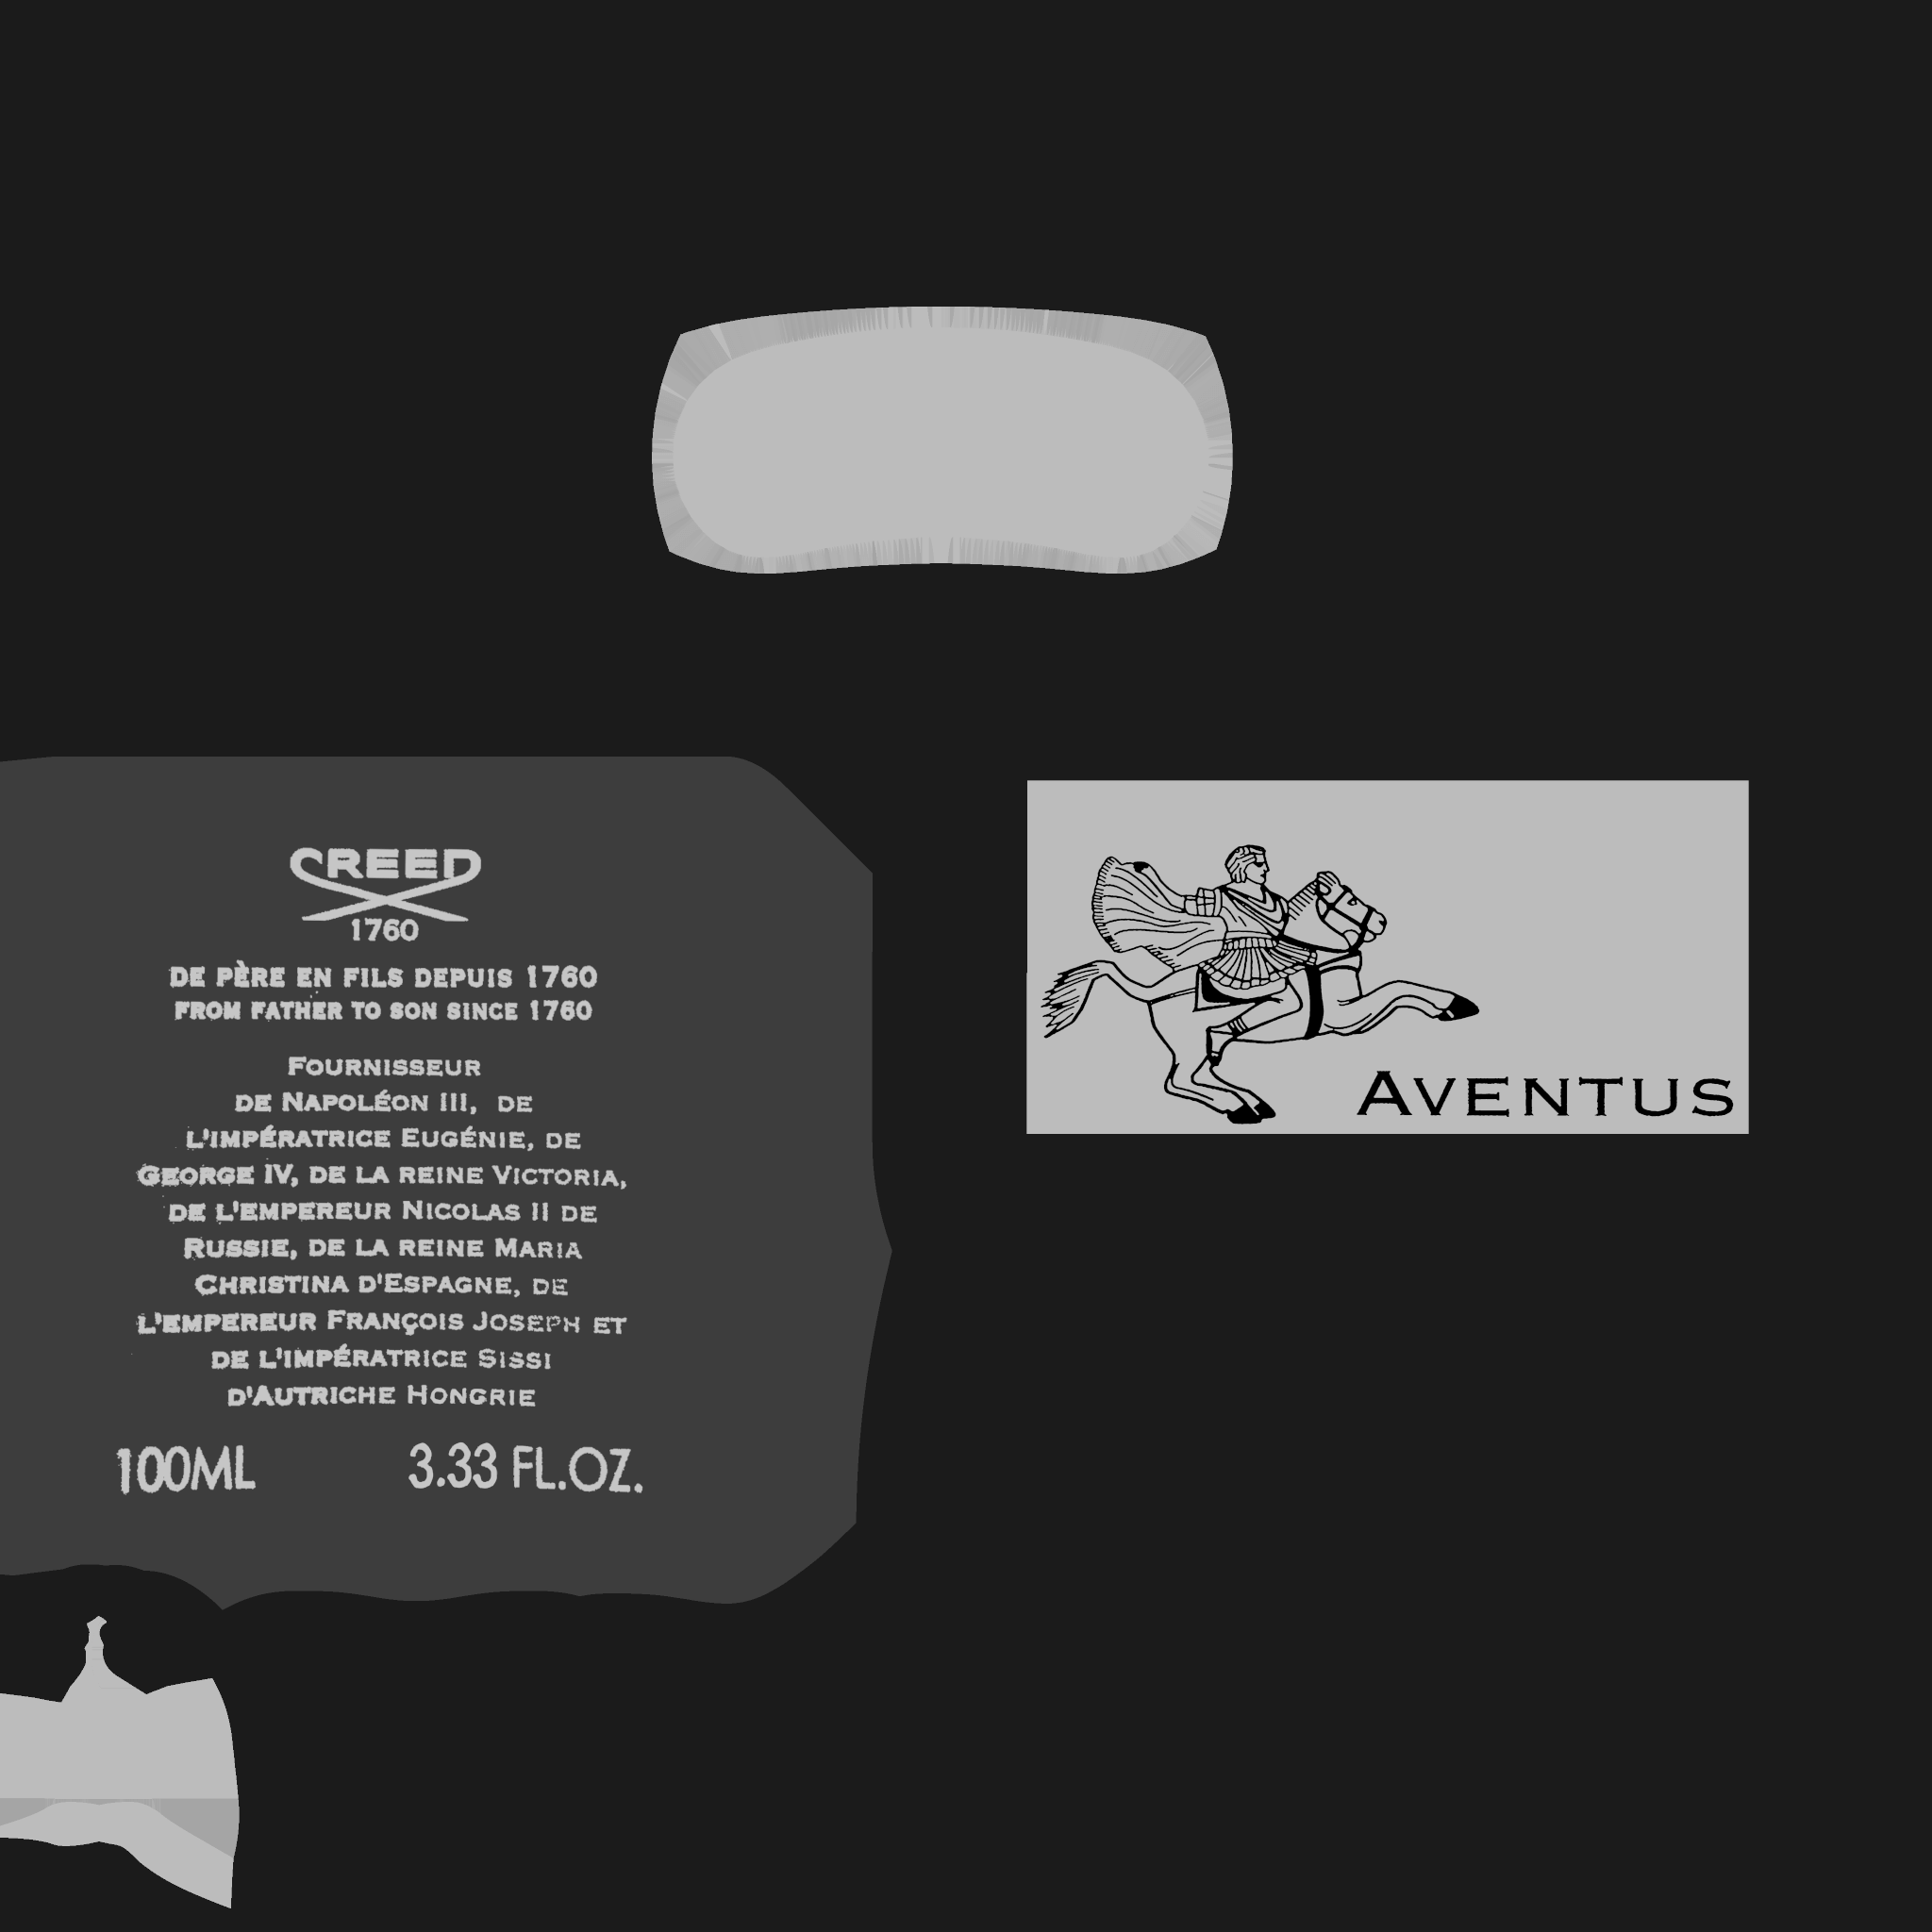 CREED
1760
DE PÈRE EN FILS DEPUIS 1760
FROM FATHER TO SON SINCE 1760
FOURNISSEUR
DE NAPOLÉON III, DE
L'IMPÉRATRICE EUGÉNIE, DE
GEORGE IV, DE LA REINE VICTORIA,
DE L'EMPEREUR NICOLAS II DE
RUSSIE, DE LA REINE MARIA
CHRISTINA D'ESPAGNE, DE
L'EMPEREUR FRANÇOIS JOSEPH ET
DE L'IMPÉRATRICE SISSI
D'AUTRICHE HONGRIE
100ML 3.33 FL.OZ.
AVENTUS